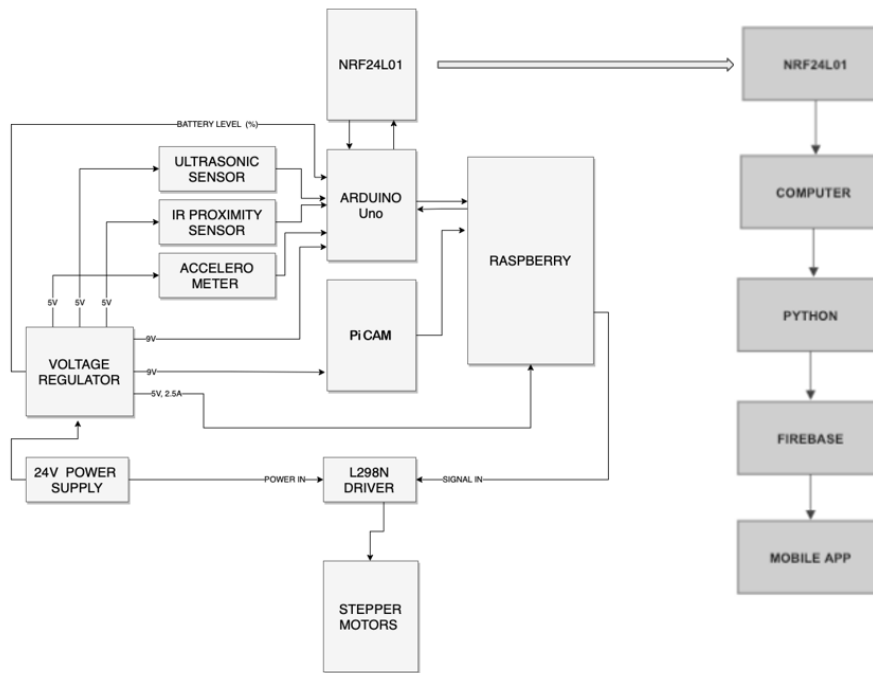 NRF24L01
NRF24L01
BATTERY LEVEL (%)
ULTRASONIC
SENSOR
ARDUINO
Uno
COMPUTER
IR PROXIMITY
SENSOR
RASPBERRY
ACCELERO
METER
5V
5V
5V
PYTHON
9V
Pi CAM
VOLTAGE
REGULATOR
9V
5V, 2.5A
FIREBASE
24V POWER
SUPPLY
POWER IN
L298N
DRIVER
SIGNAL IN
MOBILE APP
STEPPER
MOTORS